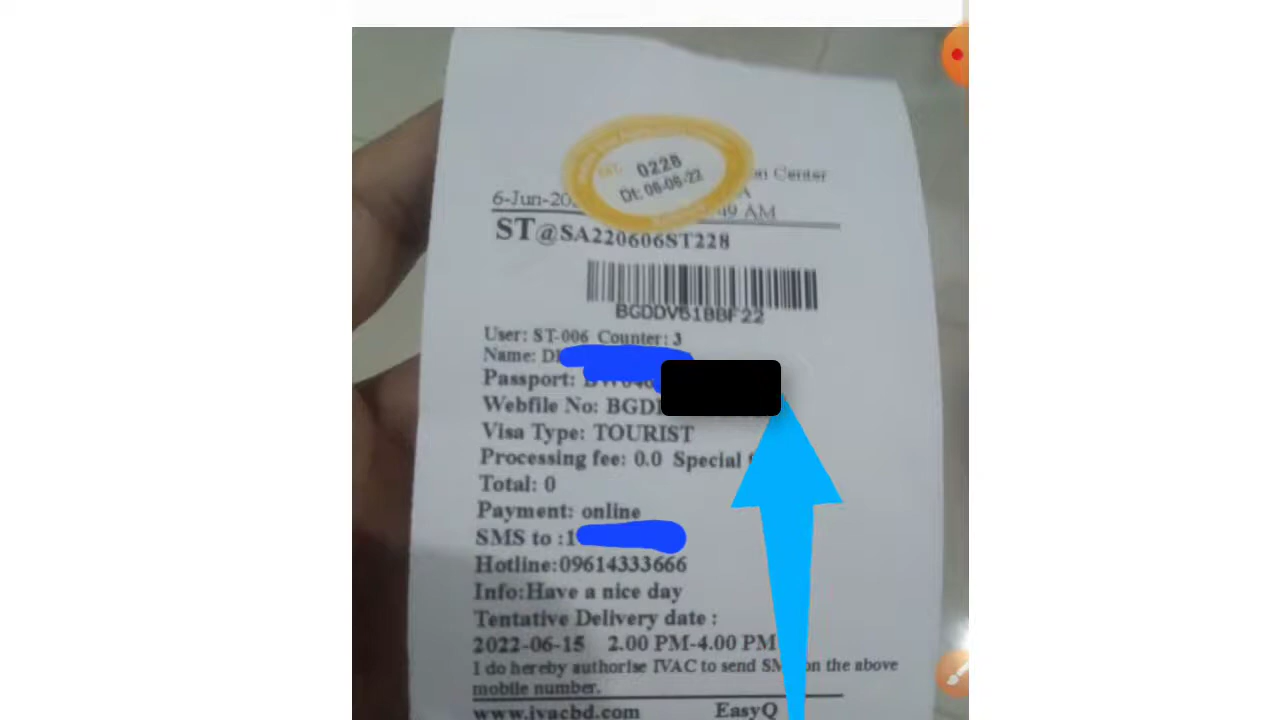 0228
Dt: 06-06-22
Center
6-Jun-20 49 AM
ST@SA220606ST228
User: ST-006 Counter: 3
Name: D
Passport:
Webfile No: BGD
Visa Type: TOURIST
Processing fee: 0.0 Special
Total: 0
Payment: online
SMS to :1
Hotline:09614333666
Info:Have a nice day
Tentative Delivery date :
2022-06-15 2.00 PM-4.00 PM
I do hereby authorise IVAC to send on the above
mobile number.
www.ivacbd.com EasyQ